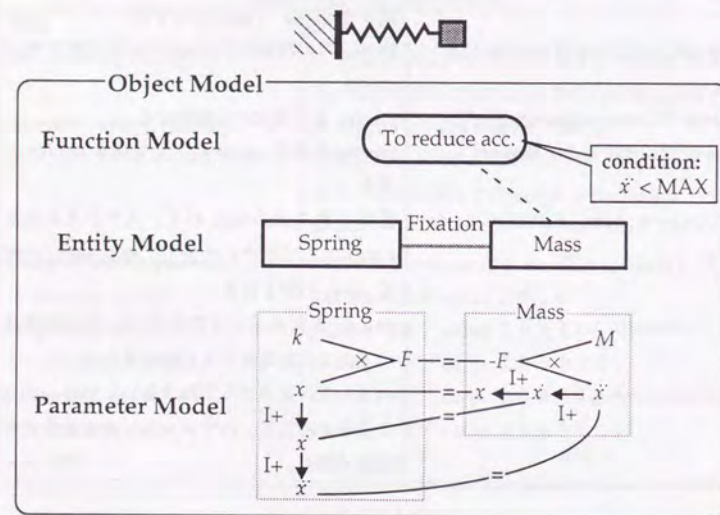 Object Model
Function Model
To reduce acc.
condition:
ẍ < MAX
Entity Model
Spring
Fixation
Mass
Parameter Model
Spring
Mass
k
×
F
F
×
M
I+
=
x
I+
ẋ
ẍ
=
I+
ẋ
I+
ẍ
=